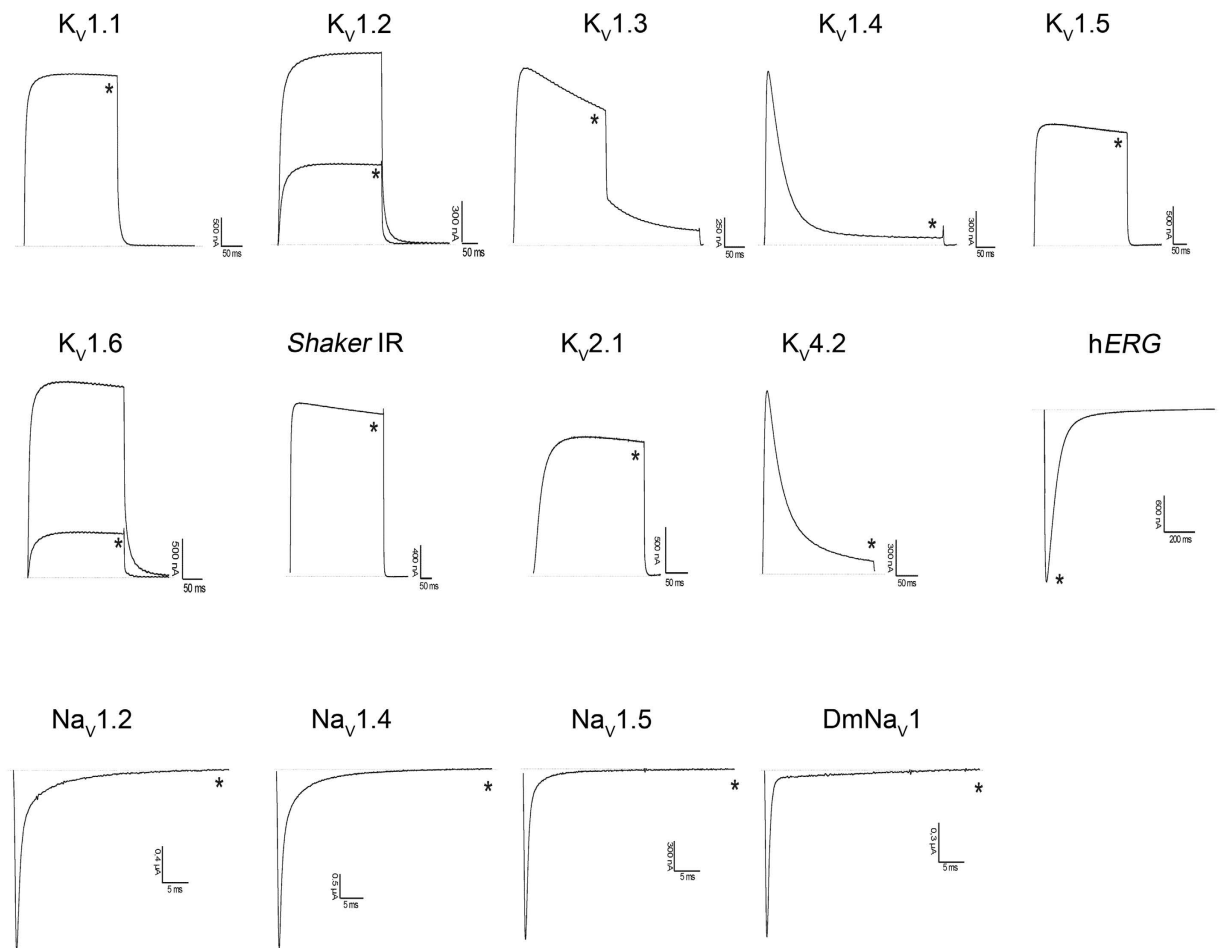 KV1.1
KV1.2
KV1.3
KV1.4
KV1.5
*
*
*
*
*
500 nA
50 ms
300 nA
50 ms
250 nA
50 ms
300 nA
50 ms
500 nA
50 ms
KV1.6
Shaker IR
KV2.1
KV4.2
hERG
*
*
*
*
*
500 nA
50 ms
400 nA
50 ms
500 nA
50 ms
300 nA
50 ms
600 nA
200 ms
NaV1.2
NaV1.4
NaV1.5
DmNaV1
*
*
*
*
0,4 µA
5 ms
0,5 µA
5 ms
300 nA
5 ms
0,3 µA
5 ms